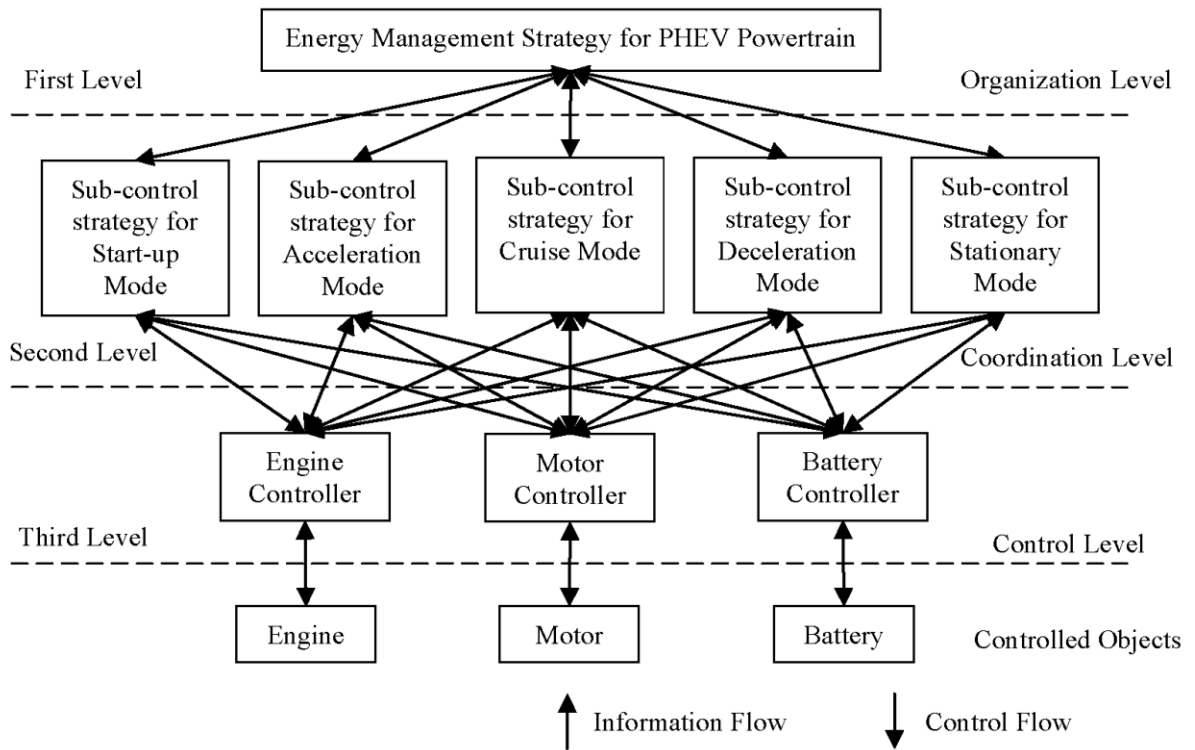 Energy Management Strategy for PHEV Powertrain
First Level
Organization Level
Sub-control
strategy for
Start-up
Mode
Sub-control
strategy for
Acceleration
Mode
Sub-control
strategy for
Cruise Mode
Sub-control
strategy for
Deceleration
Mode
Sub-control
strategy for
Stationary
Mode
Second Level
Coordination Level
Engine
Controller
Motor
Controller
Battery
Controller
Third Level
Control Level
Engine
Motor
Battery
Controlled Objects
Information Flow
Control Flow